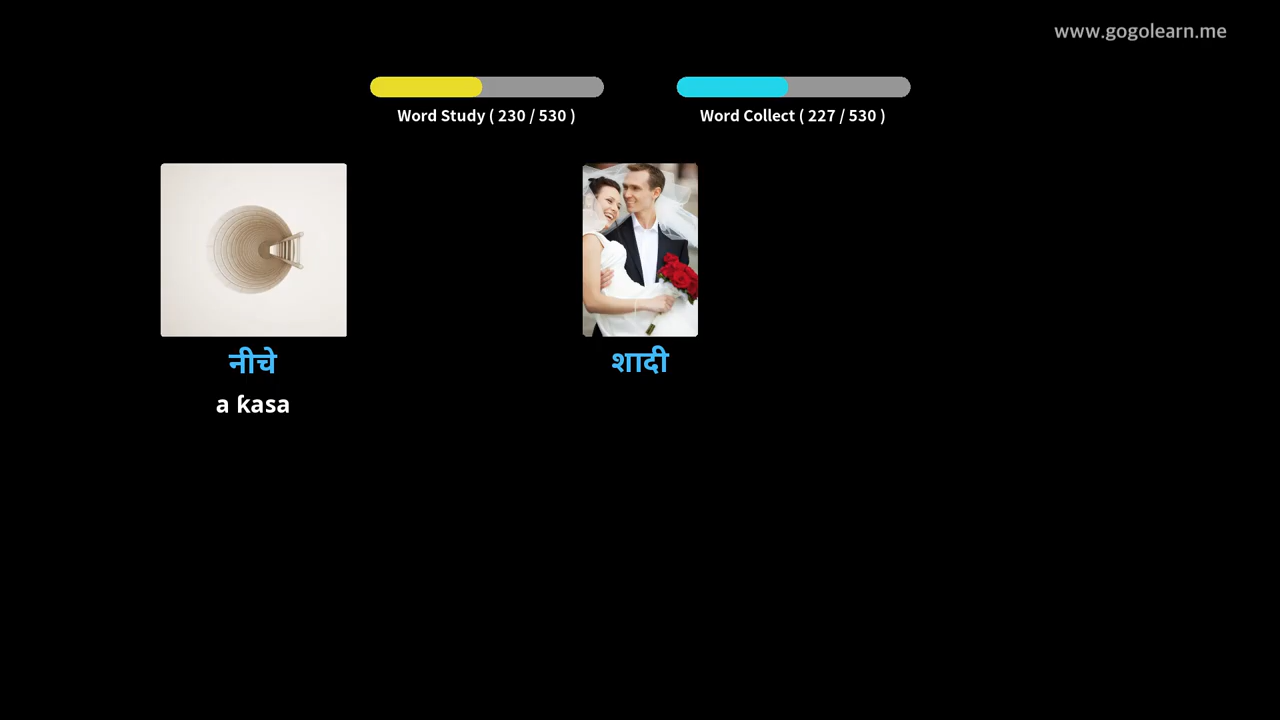 www.gogolearn.me
Word Study ( 230 / 530 )
Word Collect ( 227 / 530 )
नीचे
शादी
a ƙasa